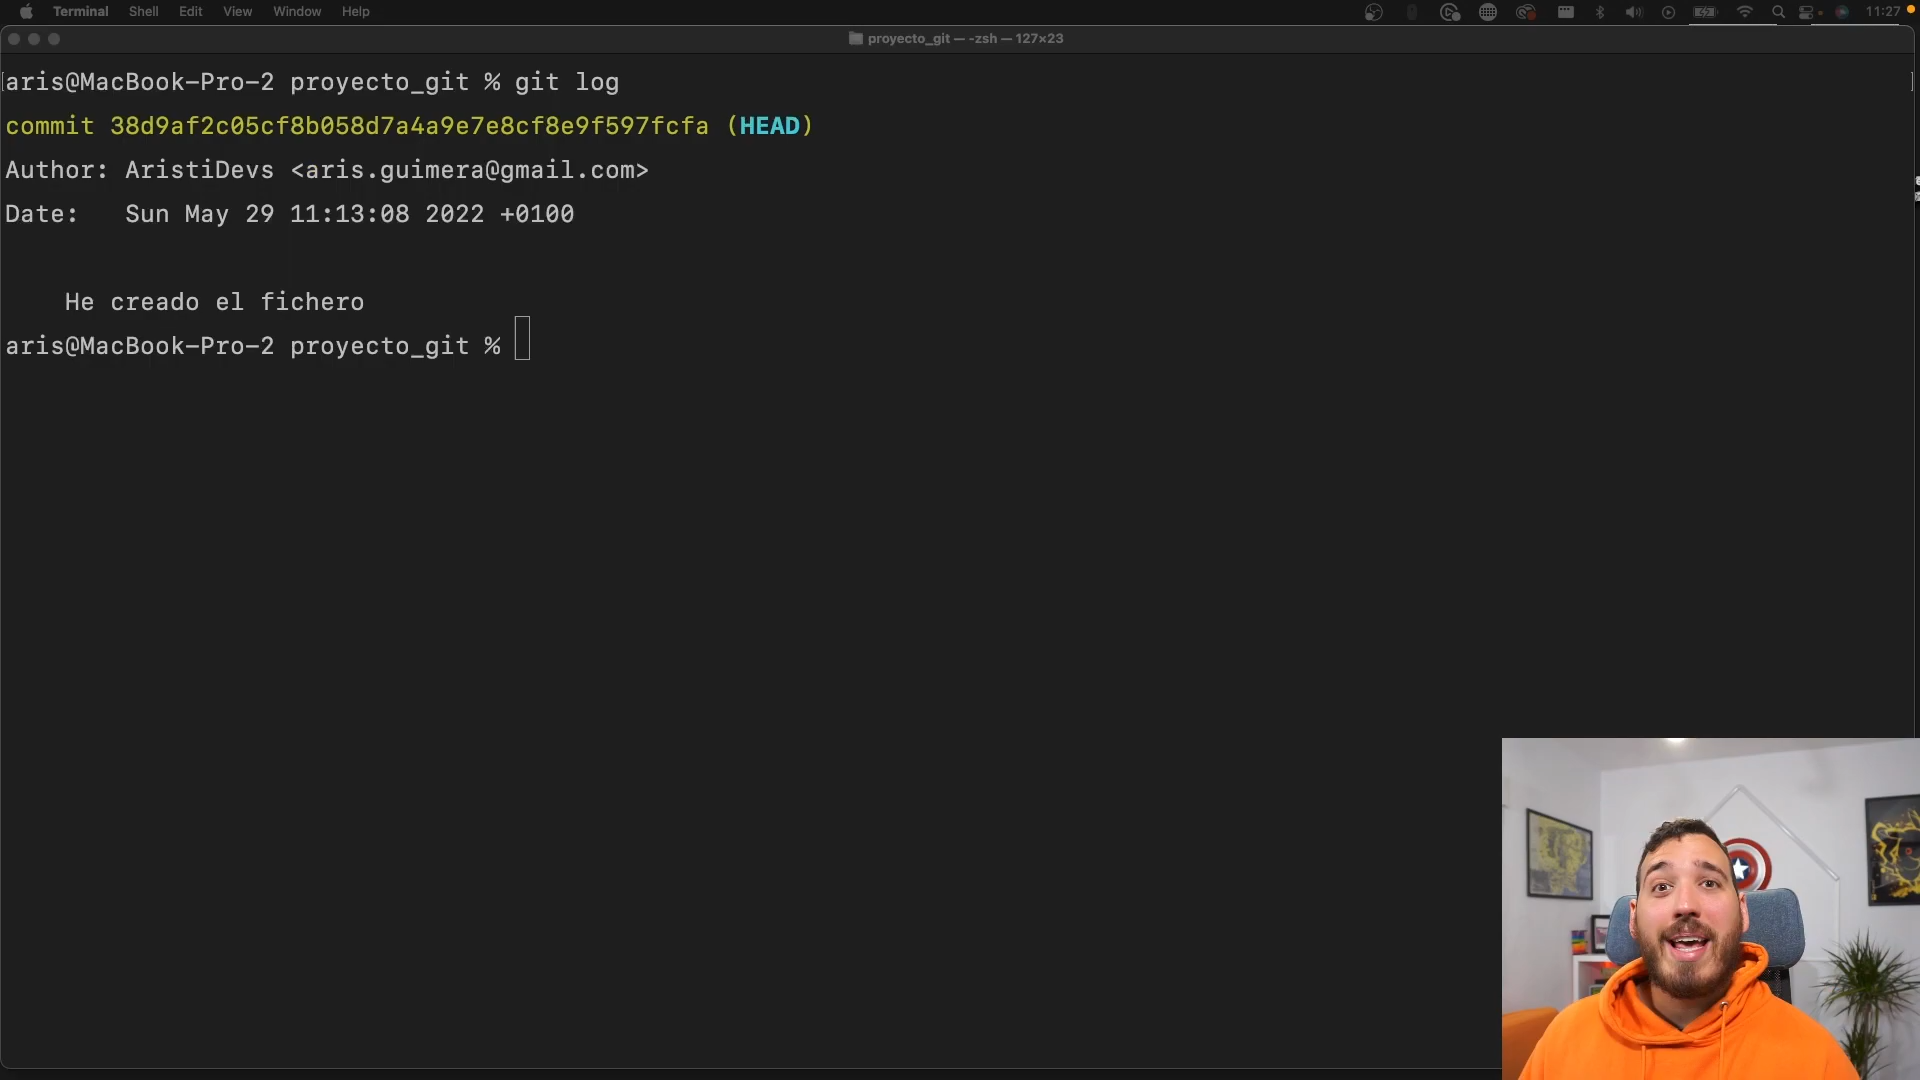 Terminal Shell Edit View Window Help 11:27
proyecto_git — -zsh — 127×23
aris@MacBook-Pro-2 proyecto_git % git log
commit 38d9af2c05cf8b058d7a4a9e7e8cf8e9f597fcfa (HEAD)
Author: AristiDevs <aris.guimera@gmail.com>
Date:   Sun May 29 11:13:08 2022 +0100
He creado el fichero
aris@MacBook-Pro-2 proyecto_git %